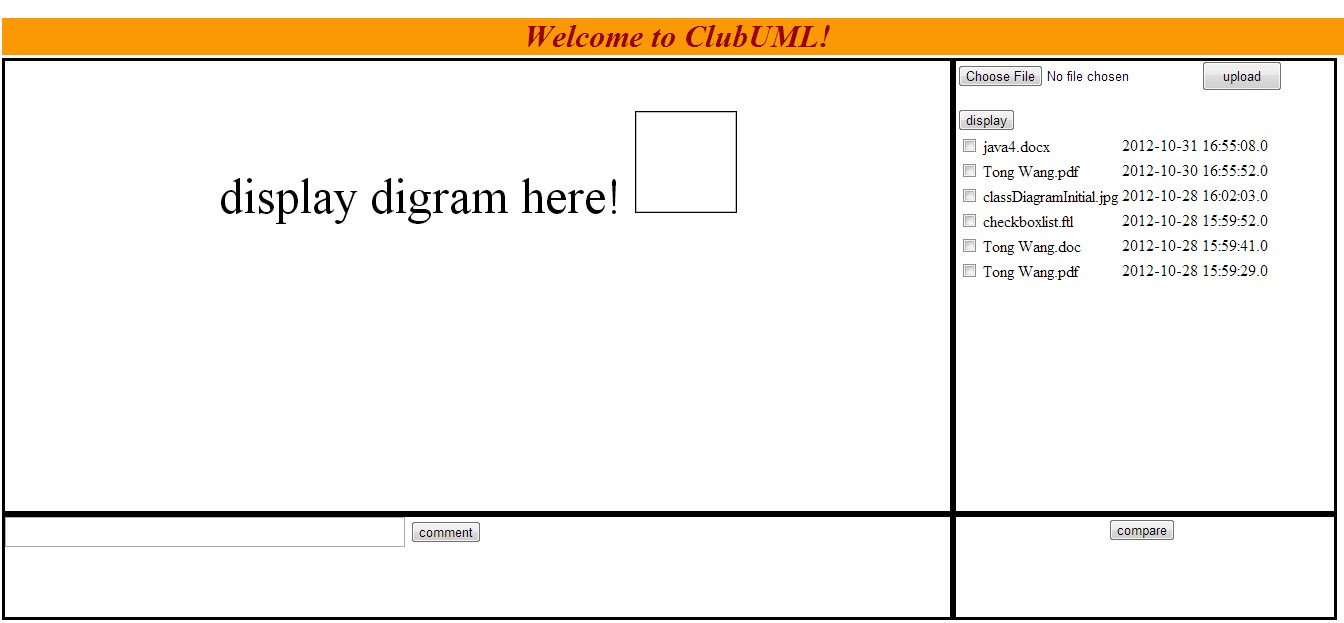 Welcome to ClubUML!
display digram here!
Choose File No file chosen upload
display
java4.docx 2012-10-31 16:55:08.0
Tong Wang.pdf 2012-10-30 16:55:52.0
classDiagramInitial.jpg 2012-10-28 16:02:03.0
checkboxlist.ftl 2012-10-28 15:59:52.0
Tong Wang.doc 2012-10-28 15:59:41.0
Tong Wang.pdf 2012-10-28 15:59:29.0
comment
compare